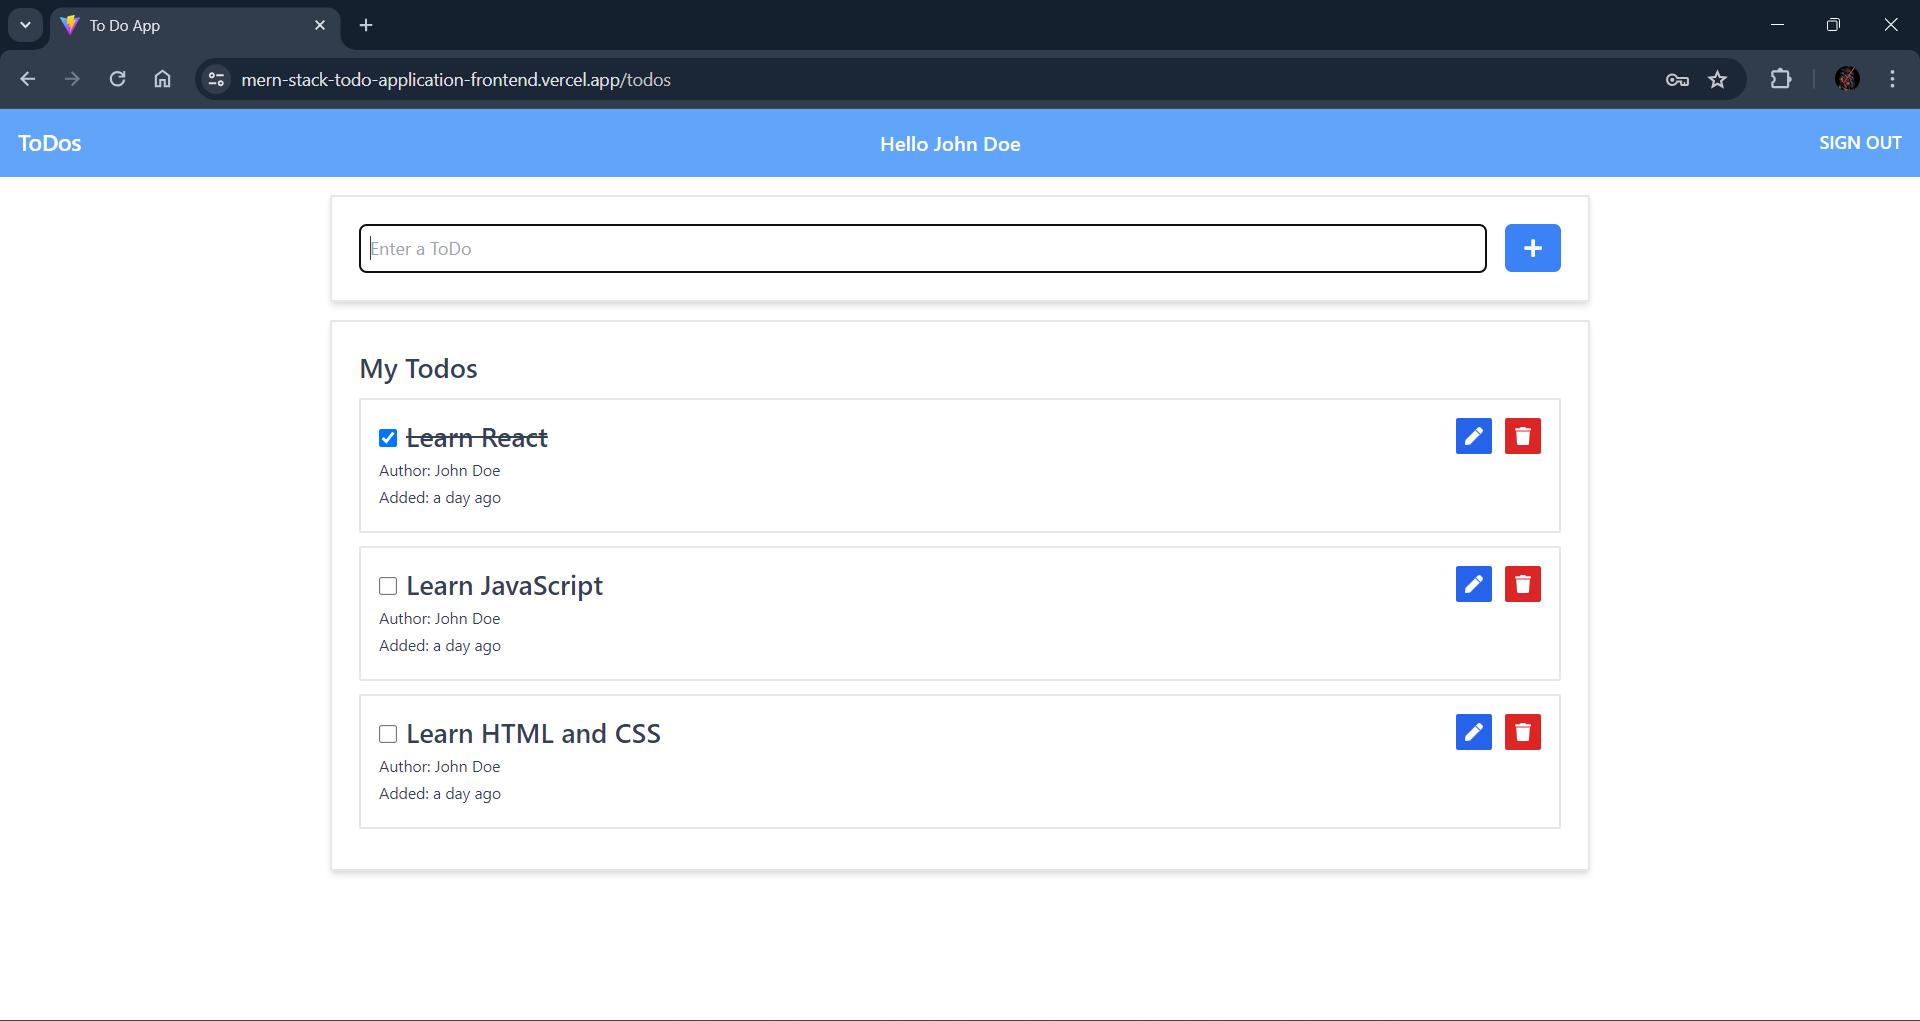 To Do App
mern-stack-todo-application-frontend.vercel.app/todos
ToDos
Hello John Doe
SIGN OUT
Enter a ToDo
My Todos
Learn React
Author: John Doe
Added: a day ago
Learn JavaScript
Author: John Doe
Added: a day ago
Learn HTML and CSS
Author: John Doe
Added: a day ago